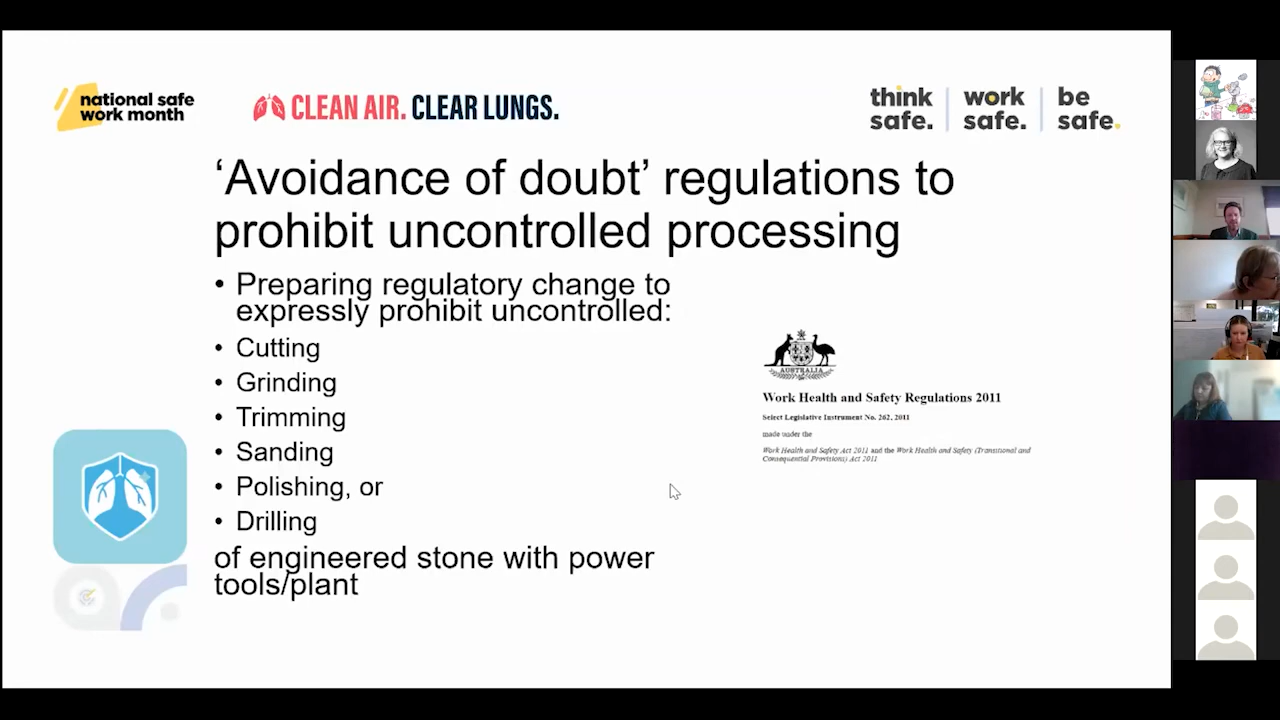 national safe
work month
CLEAN AIR. CLEAR LUNGS.
think
safe.
work
safe.
be
safe.
‘Avoidance of doubt’ regulations to
prohibit uncontrolled processing
• Preparing regulatory change to
expressly prohibit uncontrolled:
• Cutting
• Grinding
• Trimming
• Sanding
• Polishing, or
• Drilling
of engineered stone with power
tools/plant
AUSTRALIA
Work Health and Safety Regulations 2011
Select Legislative Instrument No. 262, 2011
made under the
Work Health and Safety Act 2011 and the Work Health and Safety (Transitional and
Consequential Provisions) Act 2011